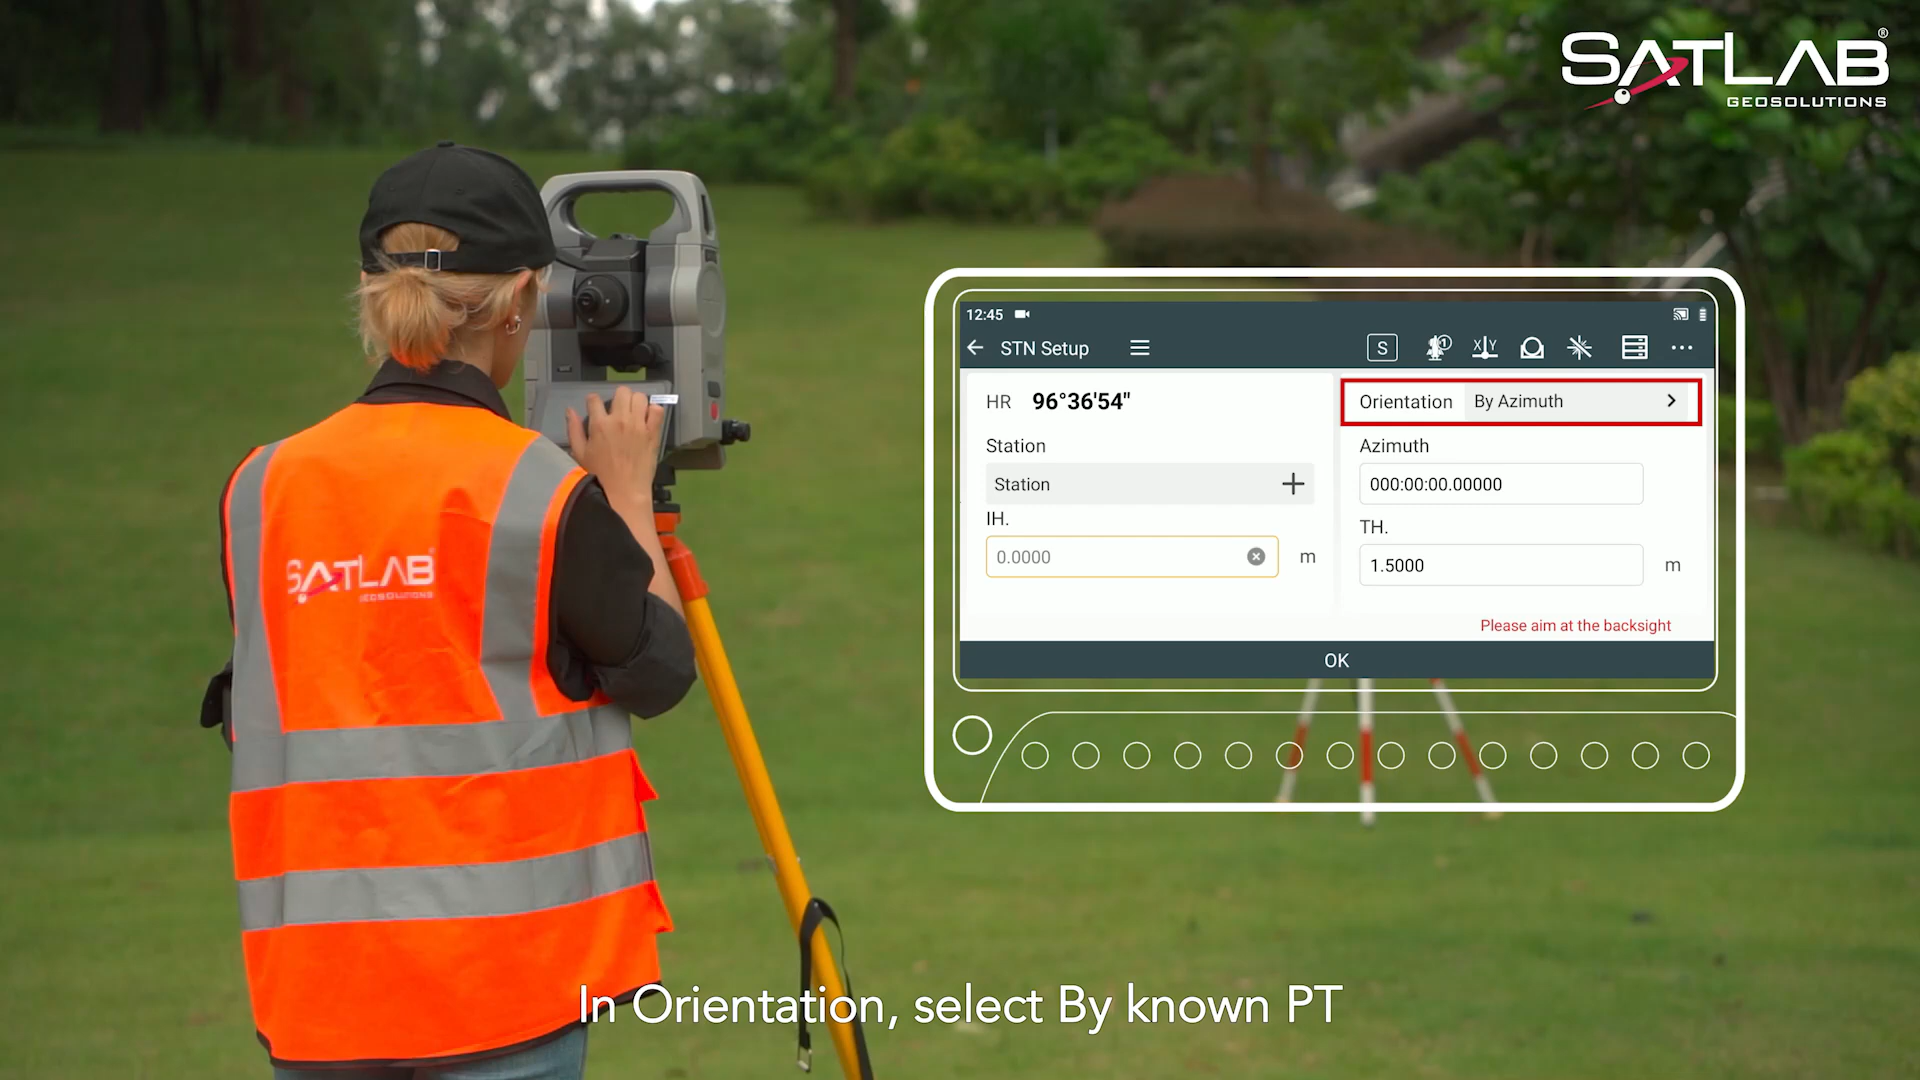 SATLAB®
GEOSOLUTIONS
12:45
STN Setup
S
1
X Y
HR 96°36'54"
Orientation By Azimuth
Station
Station
IH.
0.0000 m
Azimuth
000:00:00.00000
TH.
1.5000 m
Please aim at the backsight
OK
SATLAB
GEOSOLUTIONS
In Orientation, select By known PT